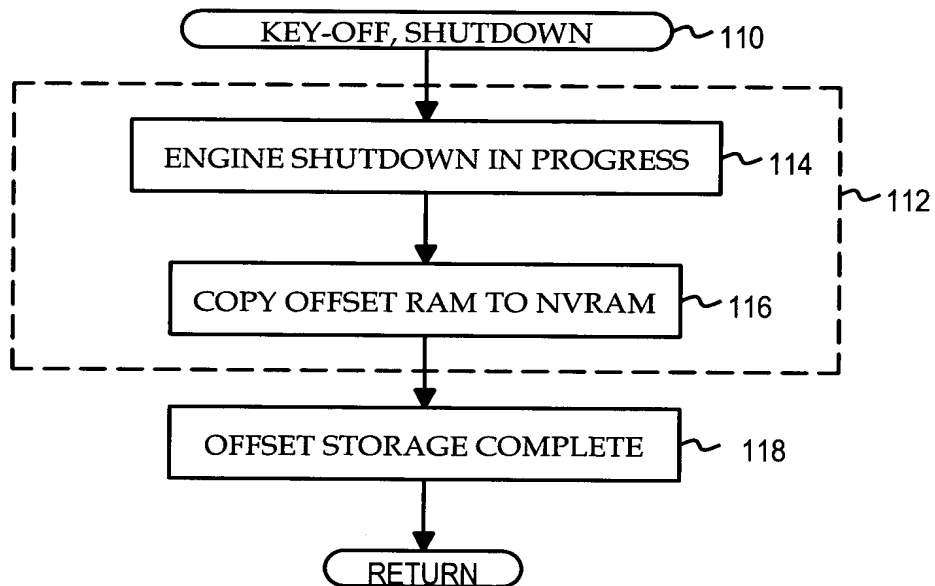 KEY-OFF, SHUTDOWN 110
ENGINE SHUTDOWN IN PROGRESS 114
112
COPY OFFSET RAM TO NVRAM 116
OFFSET STORAGE COMPLETE 118
RETURN